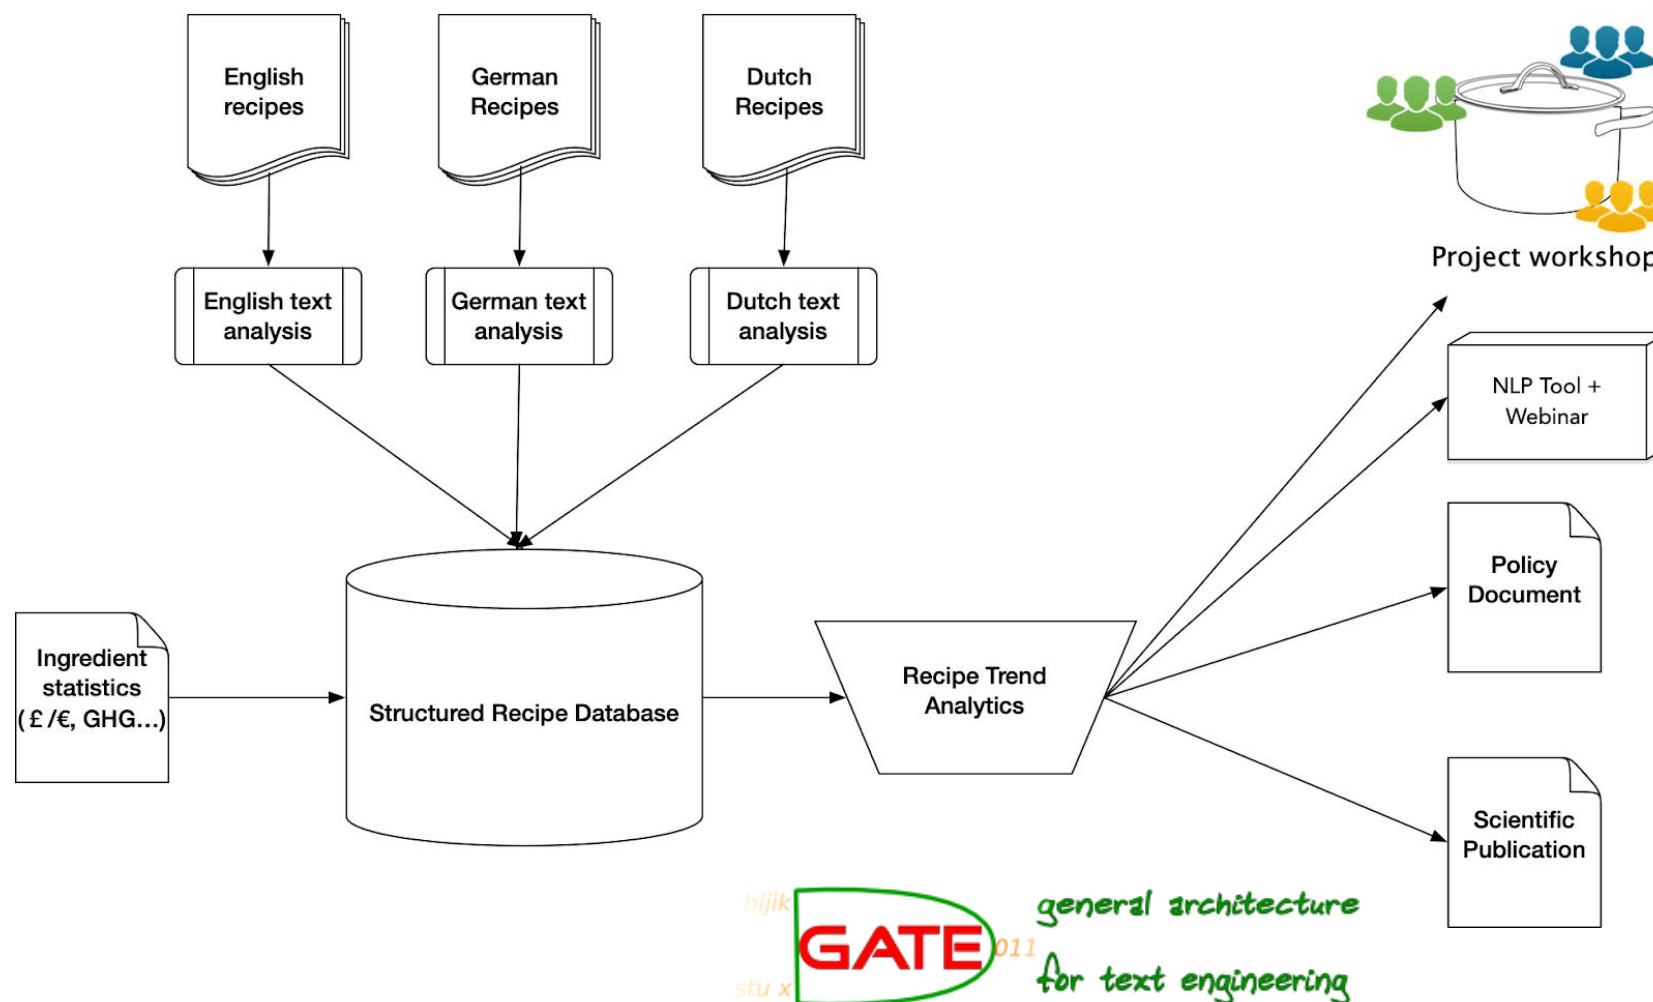 English
recipes
German
Recipes
Dutch
Recipes
Project workshop
English text
analysis
German text
analysis
Dutch text
analysis
NLP Tool +
Webinar
Policy
Document
Ingredient
statistics
(£/€, GHG...)
Structured Recipe Database
Recipe Trend
Analytics
Scientific
Publication
hijik
GATE
011
stu x
general architecture
for text engineering